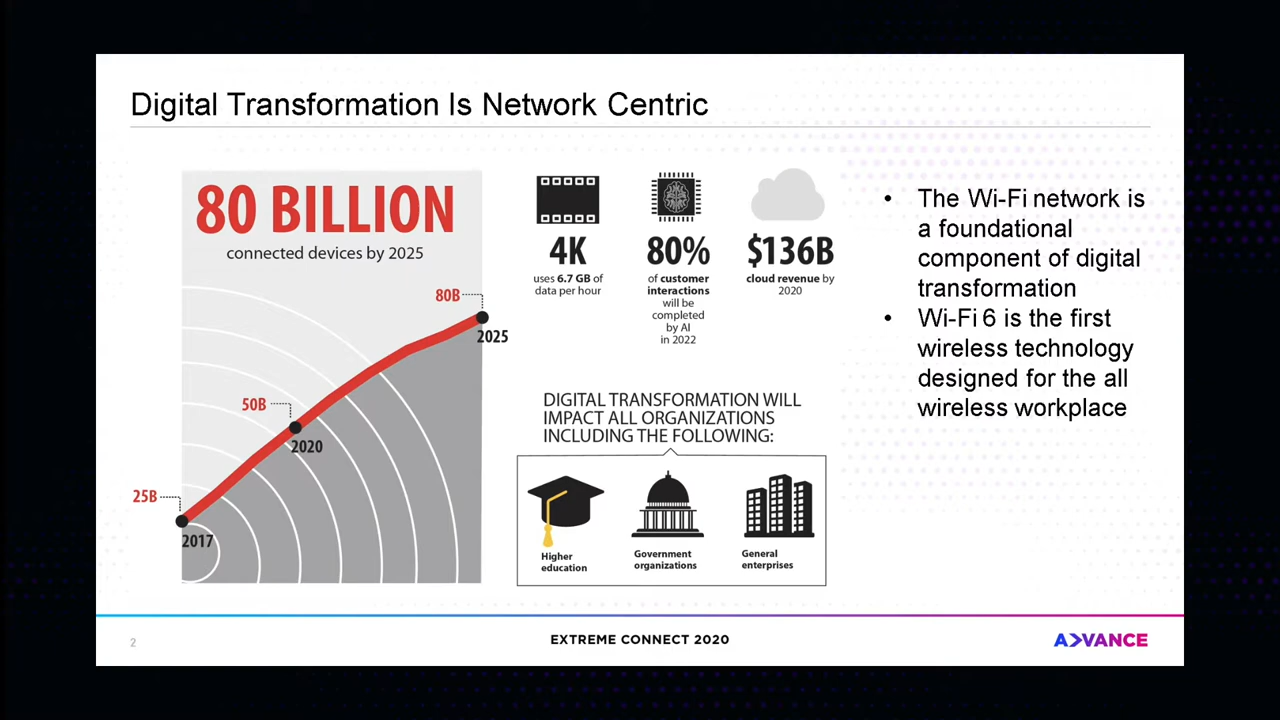 Digital Transformation Is Network Centric
80 BILLION
connected devices by 2025
80B
2025
50B
2020
25B
2017
4K
uses 6.7 GB of
data per hour
80%
of customer
interactions
will be
completed
by AI
in 2022
$136B
cloud revenue by
2020
DIGITAL TRANSFORMATION WILL
IMPACT ALL ORGANIZATIONS
INCLUDING THE FOLLOWING:
Higher
education
Government
organizations
General
enterprises
• The Wi-Fi network is
a foundational
component of digital
transformation
• Wi-Fi 6 is the first
wireless technology
designed for the all
wireless workplace
2
EXTREME CONNECT 2020
ADVANCE